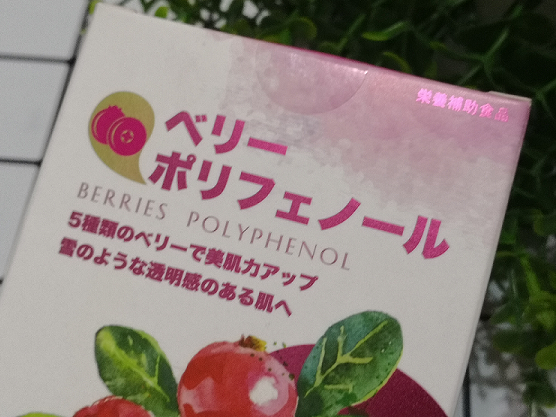 栄養補助食品
ベリー
ポリフェノール
BERRIES POLYPHENOL
5種類のベリーで美肌力アップ
雪のような透明感のある肌へ